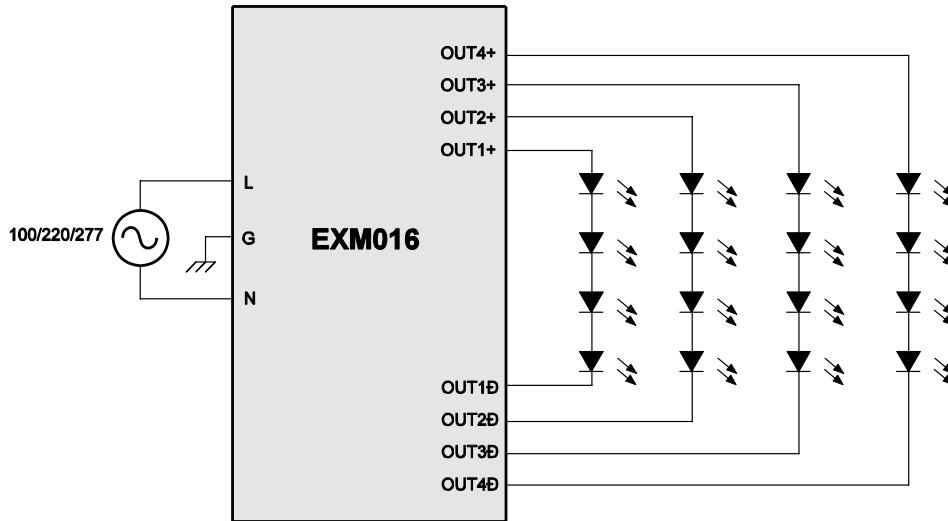 OUT4+
OUT3+
OUT2+
OUT1+
L
100/220/277
G
EXM016
N
OUT1Đ
OUT2Đ
OUT3Đ
OUT4Đ